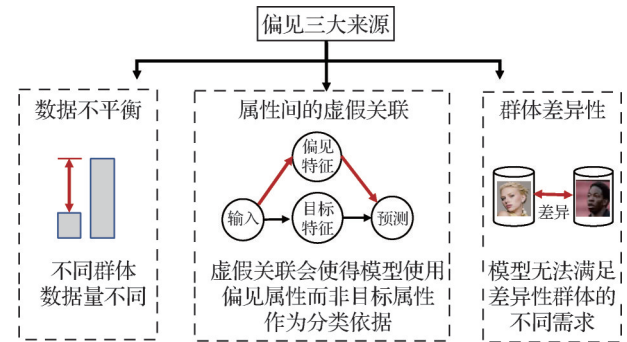 偏见三大来源
数据不平衡
不同群体
数据量不同
属性间的虚假关联
偏见
特征
输入
目标
特征
预测
虚假关联会使得模型使用
偏见属性而非目标属性
作为分类依据
群体差异性
差异
模型无法满足
差异性群体的
不同需求